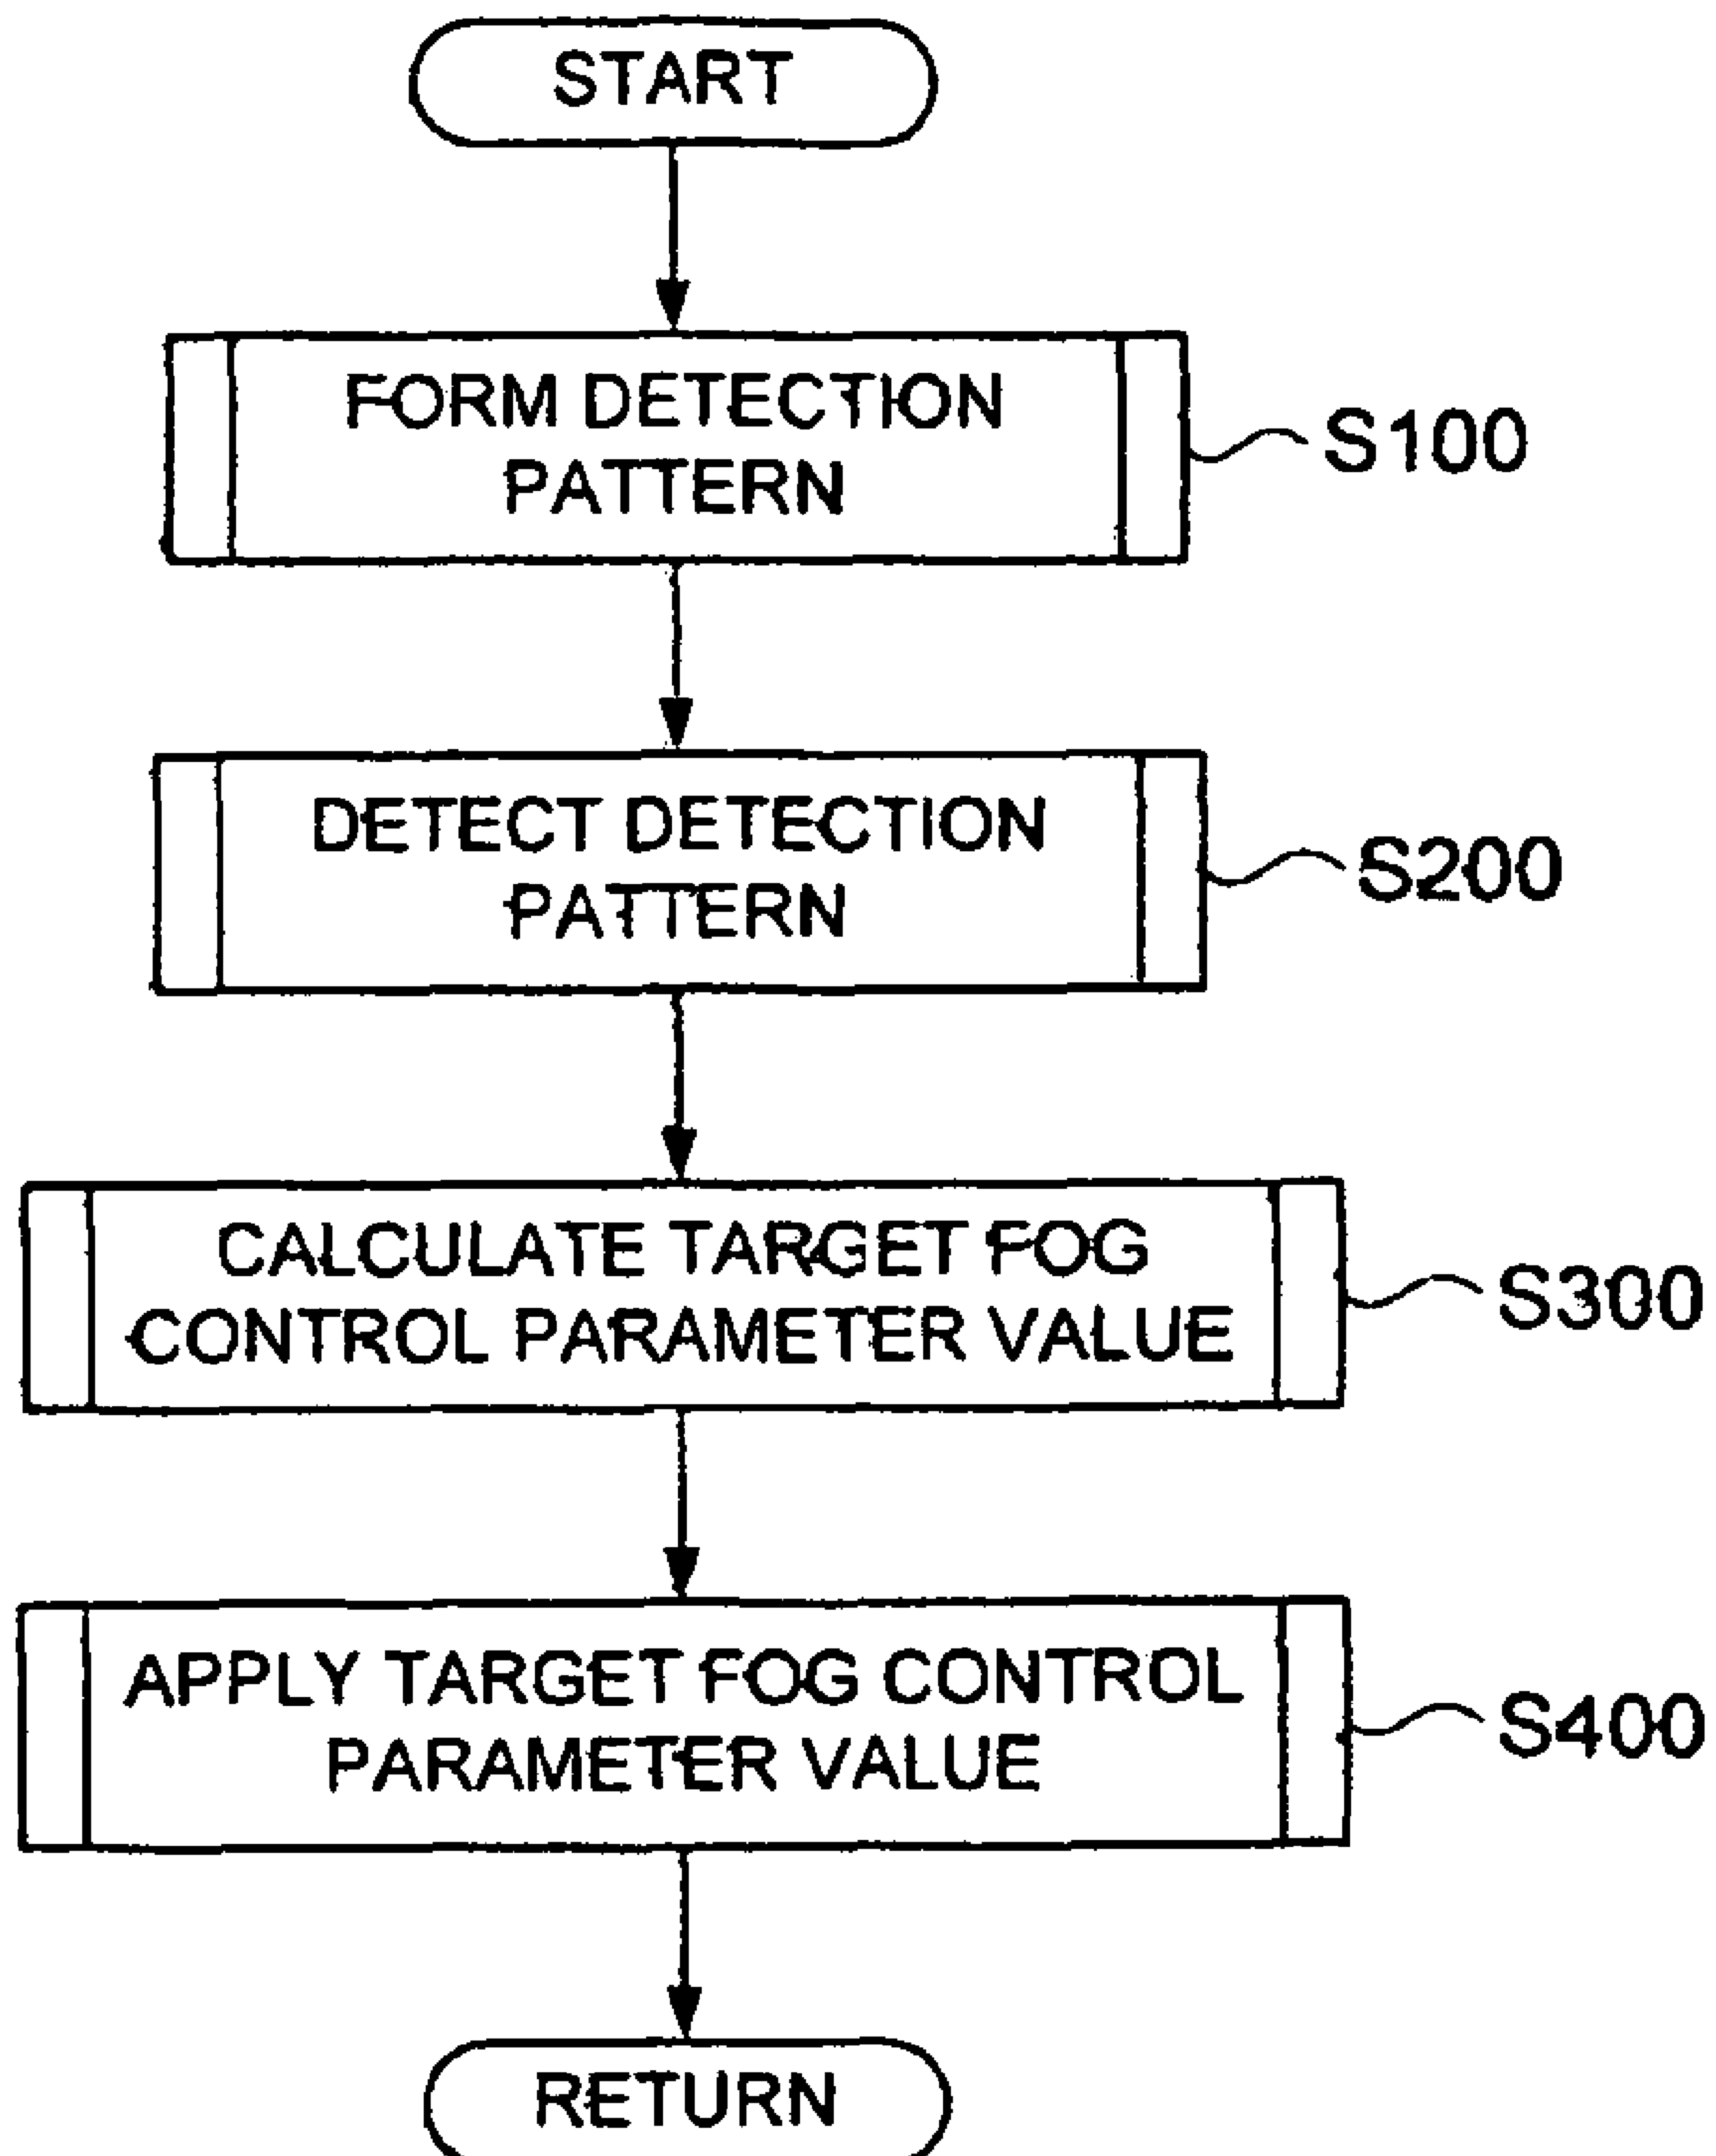 START
FORM DETECTION
PATTERN
S100
DETECT DETECTION
PATTERN
S200
CALCULATE TARGET FOG
CONTROL PARAMETER VALUE
S300
APPLY TARGET FOG CONTROL
PARAMETER VALUE
S400
RETURN